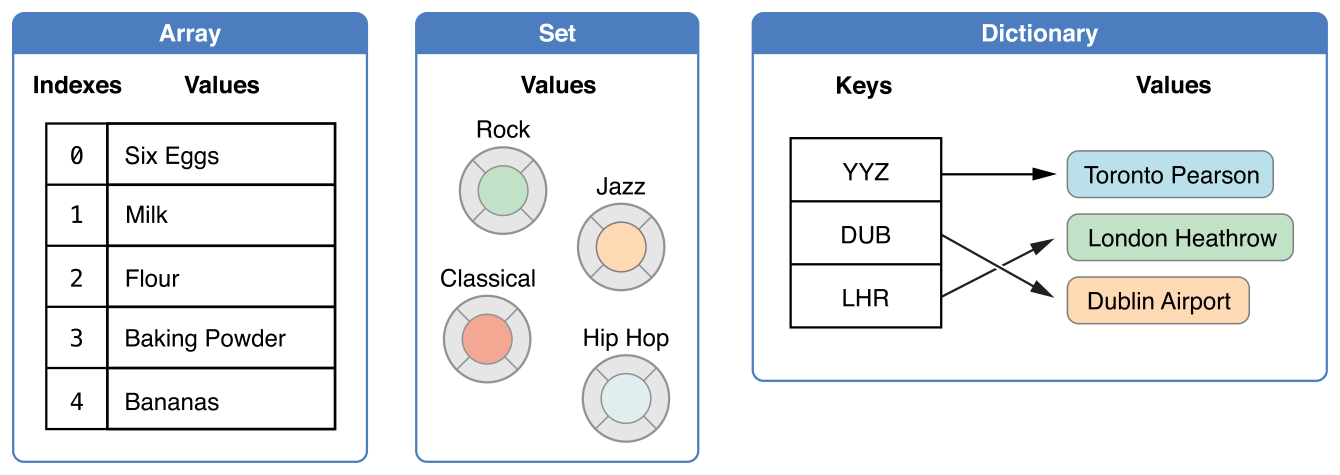 Array
Indexes Values
0 Six Eggs
1 Milk
2 Flour
3 Baking Powder
4 Bananas
Set
Values
Rock
Jazz
Classical
Hip Hop
Dictionary
Keys Values
YYZ Toronto Pearson
DUB London Heathrow
LHR Dublin Airport